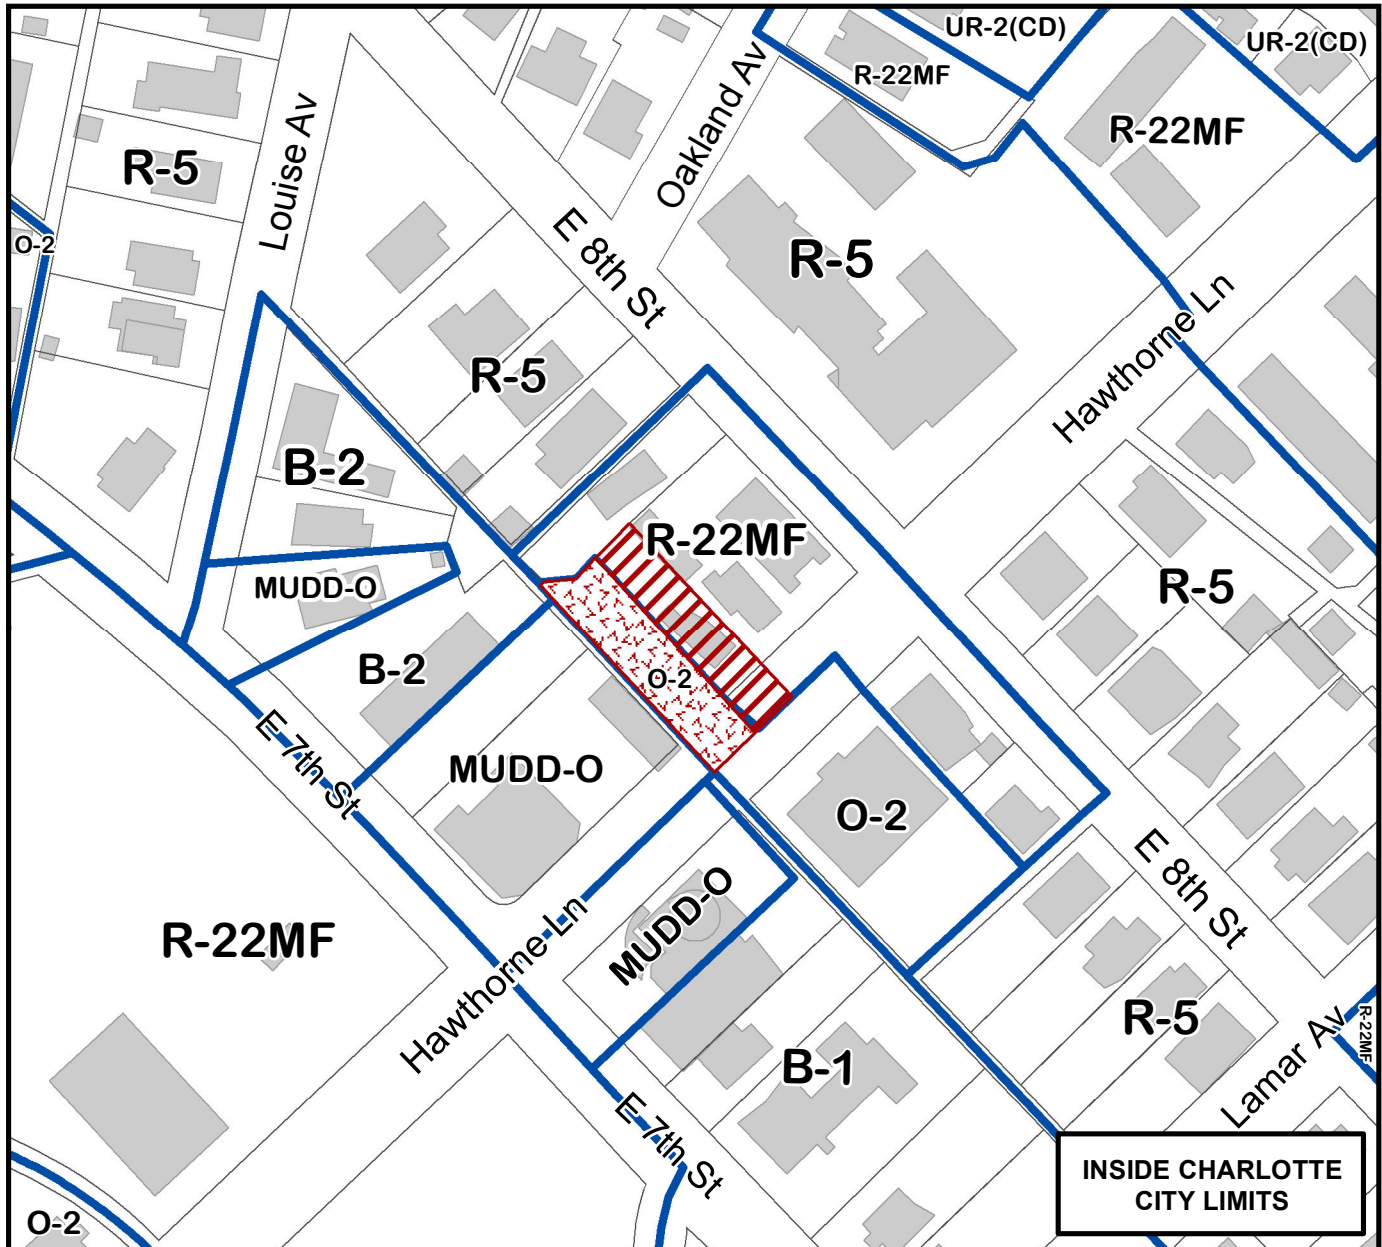 UR-2(CD)
UR-2(CD)
R-22MF
R-22MF
Oakland Av
Louise Av
R-5
O-2
E 8th St
R-5
Hawthorne Ln
R-5
B-2
R-22MF
MUDD-O
R-5
B-2
O-2
E 7th St
MUDD-O
O-2
E 8th St
MUDD-O
R-22MF
Hawthorne Ln
R-5
R-22MF
B-1
Lamar Av
E 7th St
INSIDE CHARLOTTE
CITY LIMITS
O-2